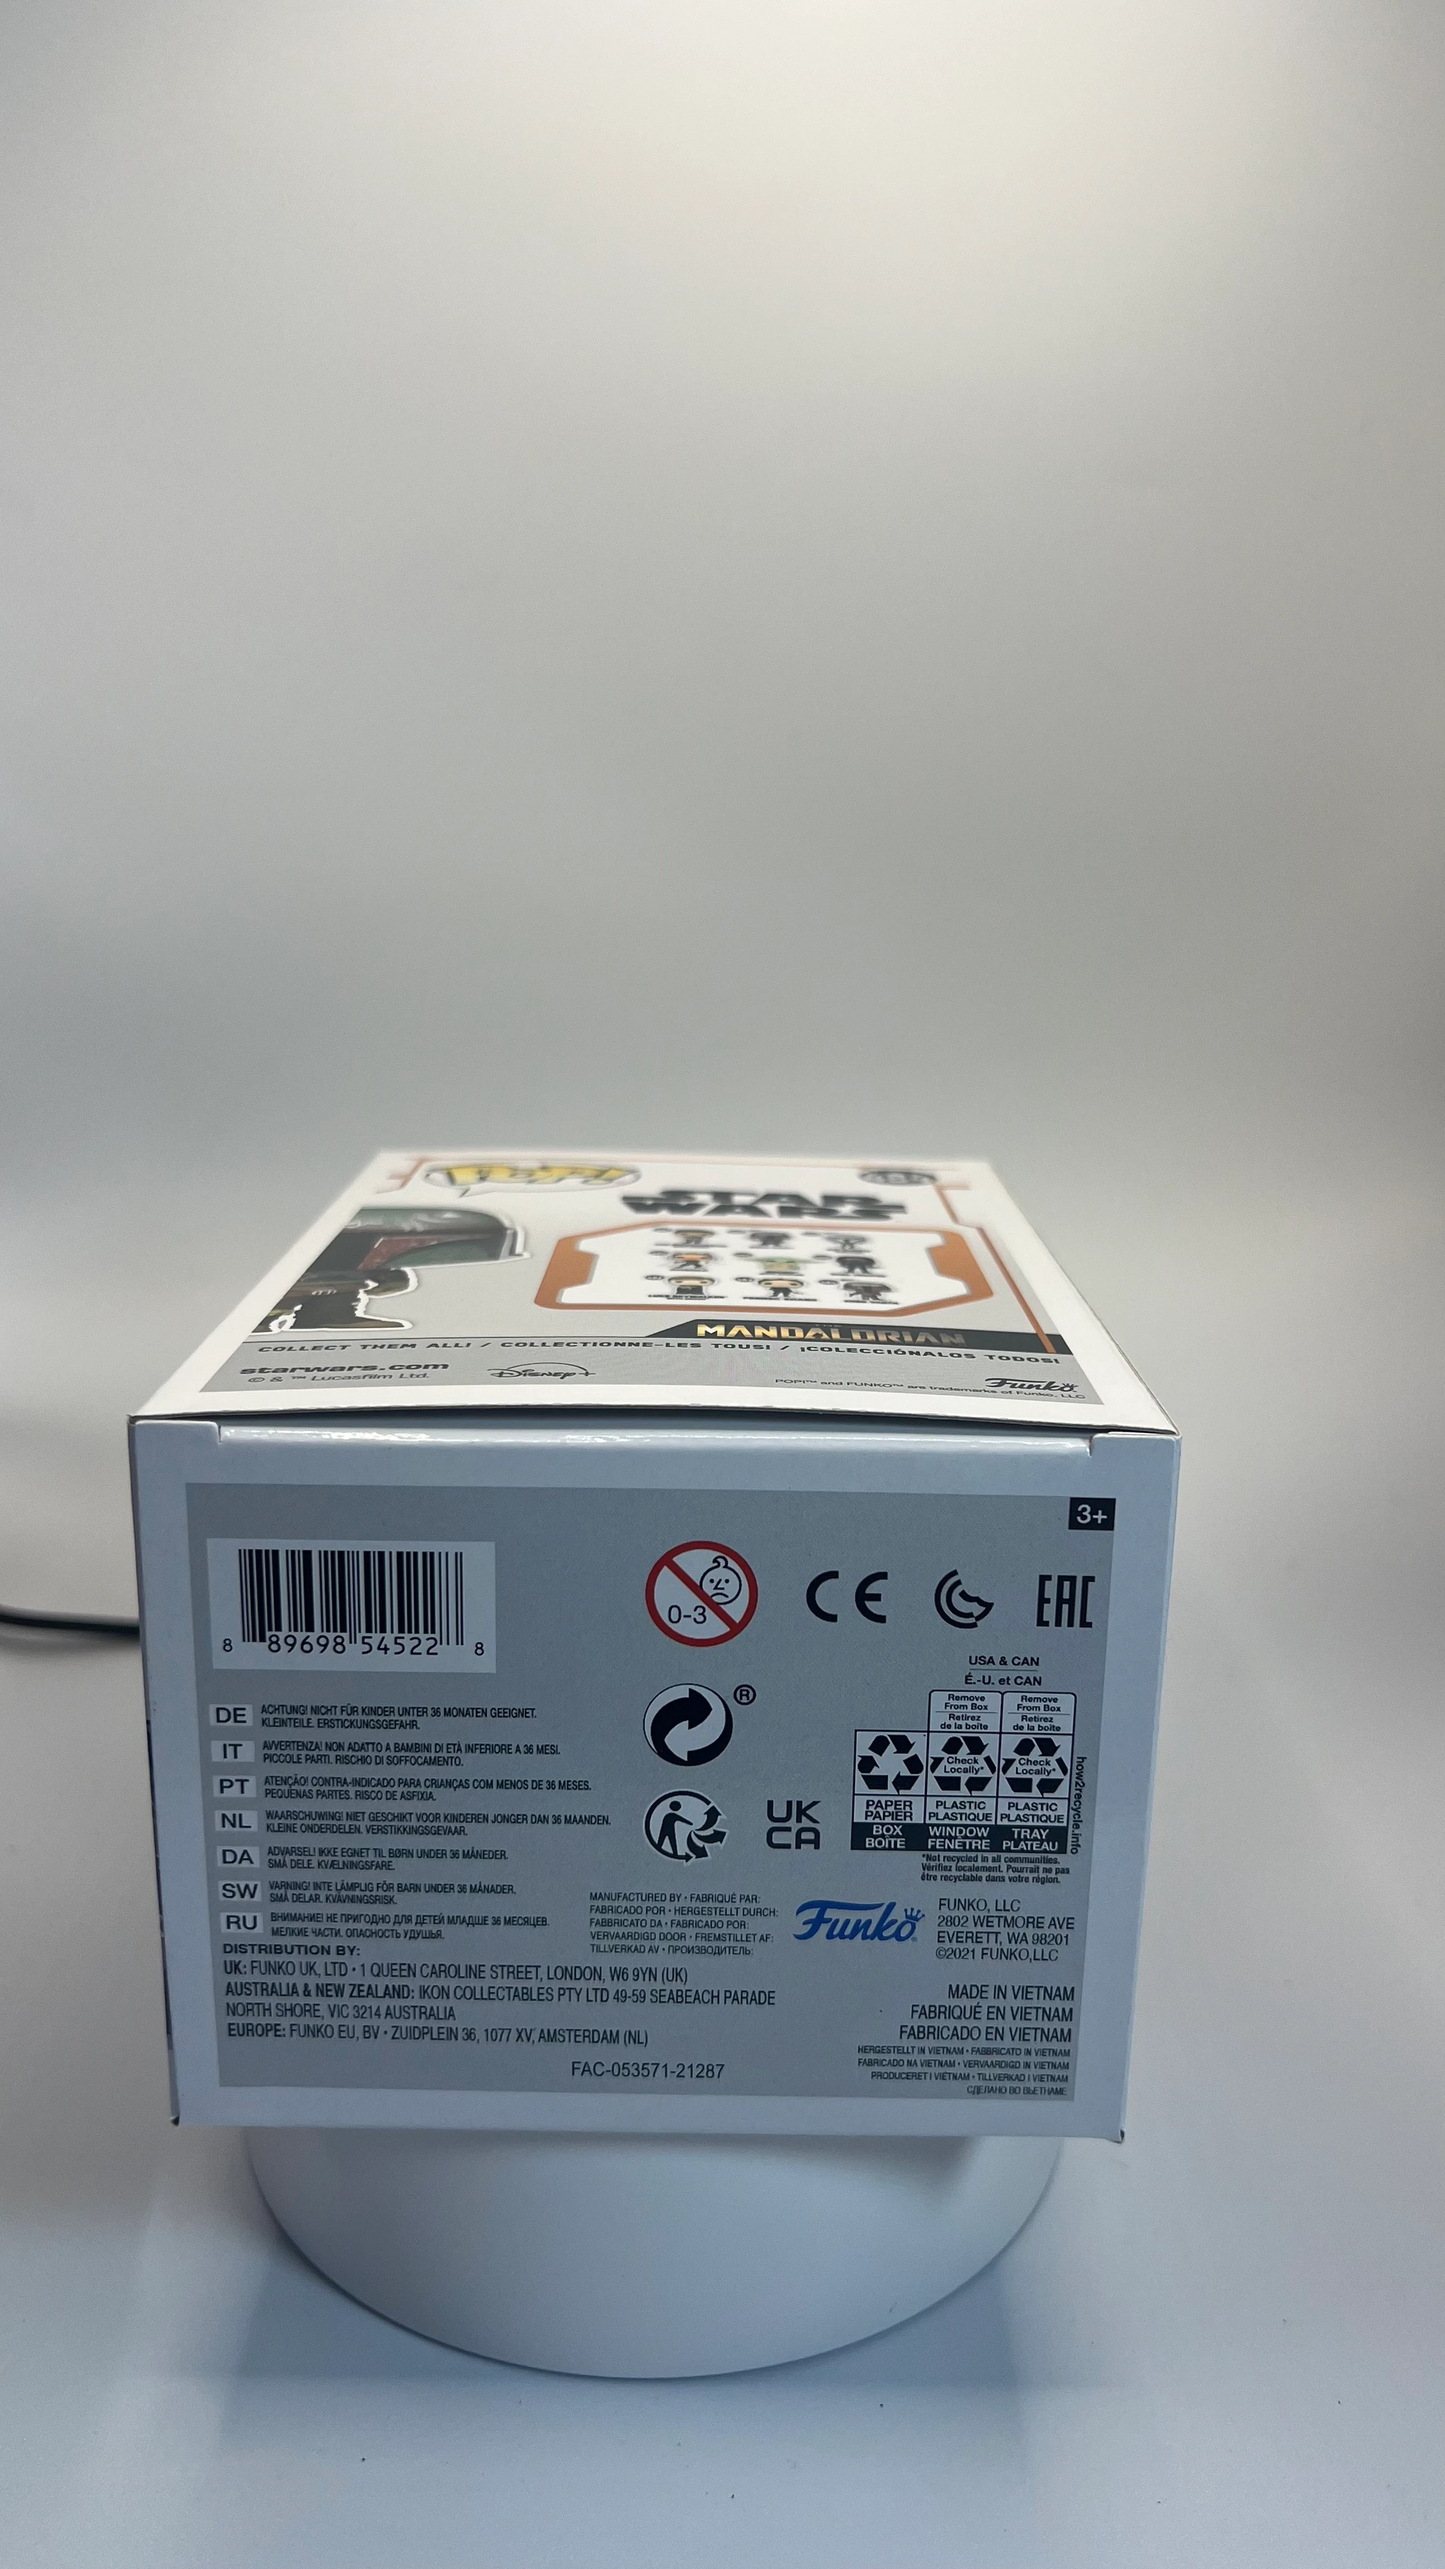 POP!
STAR
WARS
MANDALORIAN
COLLECT THEM ALL! / COLLECTIONNE-LES TOUS! / ¡COLECCIÓNALOS TODOS!
starwars.com
© & ™ Lucasfilm Ltd.
Disney+
POP!™ and FUNKO™ are trademarks of Funko, LLC
Funko
3+
8 89698 54522 8
0-3
CE
EAC
USA & CAN
É.-U. et CAN
Remove From Box
Retirez de la boîte
Remove From Box
Retirez de la boîte
Check Locally*
Check Locally*
PAPER PAPIER
PLASTIC PLASTIQUE
PLASTIC PLASTIQUE
BOX BOÎTE
WINDOW FENÊTRE
TRAY PLATEAU
how2recycle.info
*Not recycled in all communities.
Vérifiez localement. Pourrait ne pas
être recyclable dans votre région.
®
UK
CA
DE ACHTUNG! NICHT FÜR KINDER UNTER 36 MONATEN GEEIGNET.
KLEINTEILE. ERSTICKUNGSGEFAHR.
IT AVVERTENZA! NON ADATTO A BAMBINI DI ETÀ INFERIORE A 36 MESI.
PICCOLE PARTI. RISCHIO DI SOFFOCAMENTO.
PT ATENÇÃO! CONTRA-INDICADO PARA CRIANÇAS COM MENOS DE 36 MESES.
PEQUENAS PARTES. RISCO DE ASFIXIA.
NL WAARSCHUWING! NIET GESCHIKT VOOR KINDEREN JONGER DAN 36 MAANDEN.
KLEINE ONDERDELEN. VERSTIKKINGSGEVAAR.
DA ADVARSEL! IKKE EGNET TIL BØRN UNDER 36 MÅNEDER.
SMÅ DELE. KVÆLNINGSFARE.
SW VARNING! INTE LÄMPLIG FÖR BARN UNDER 36 MÅNADER.
SMÅ DELAR. KVÄVNINGSRISK.
RU ВНИМАНИЕ! НЕ ПРИГОДНО ДЛЯ ДЕТЕЙ МЛАДШЕ 36 МЕСЯЦЕВ.
МЕЛКИЕ ЧАСТИ. ОПАСНОСТЬ УДУШЬЯ.
MANUFACTURED BY • FABRIQUÉ PAR:
FABRICADO POR • HERGESTELLT DURCH:
FABBRICATO DA • FABRICADO POR:
VERVAARDIGD DOOR • FREMSTILLET AF:
TILLVERKAD AV • ПРОИЗВОДИТЕЛЬ:
Funko
FUNKO, LLC
2802 WETMORE AVE
EVERETT, WA 98201
©2021 FUNKO,LLC
DISTRIBUTION BY:
UK: FUNKO UK, LTD • 1 QUEEN CAROLINE STREET, LONDON, W6 9YN (UK)
AUSTRALIA & NEW ZEALAND: IKON COLLECTABLES PTY LTD 49-59 SEABEACH PARADE
NORTH SHORE, VIC 3214 AUSTRALIA
EUROPE: FUNKO EU, BV • ZUIDPLEIN 36, 1077 XV, AMSTERDAM (NL)
MADE IN VIETNAM
FABRIQUÉ EN VIETNAM
FABRICADO EN VIETNAM
HERGESTELLT IN VIETNAM • FABBRICATO IN VIETNAM
FABRICADO NA VIETNAM • VERVAARDIGD IN VIETNAM
PRODUCERET I VIETNAM • TILLVERKAD I VIETNAM
СДЕЛАНО ВО ВЬЕТНАМЕ
FAC-053571-21287